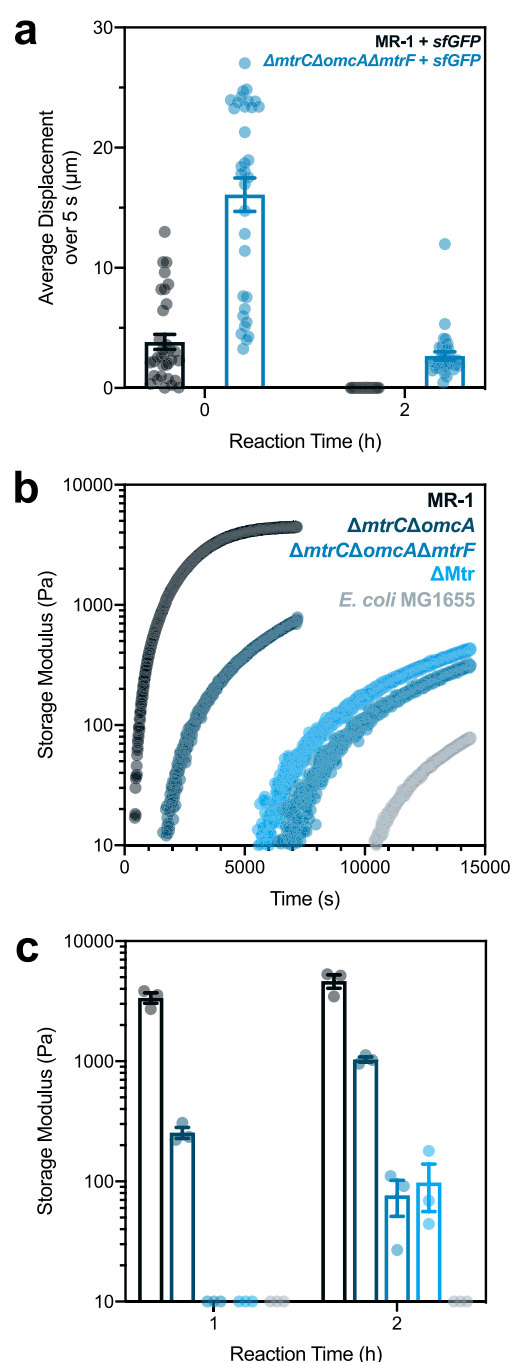 a
MR-1 + sfGFP
ΔmtrCΔomcAΔmtrF + sfGFP
30
20
10
0
Average Displacement
over 5 s (μm)
0
2
Reaction Time (h)
b
MR-1
ΔmtrCΔomcA
ΔmtrCΔomcAΔmtrF
ΔMtr
E. coli MG1655
10000
1000
100
10
Storage Modulus (Pa)
0
5000
10000
15000
Time (s)
c
10000
1000
100
10
Storage Modulus (Pa)
1
2
Reaction Time (h)